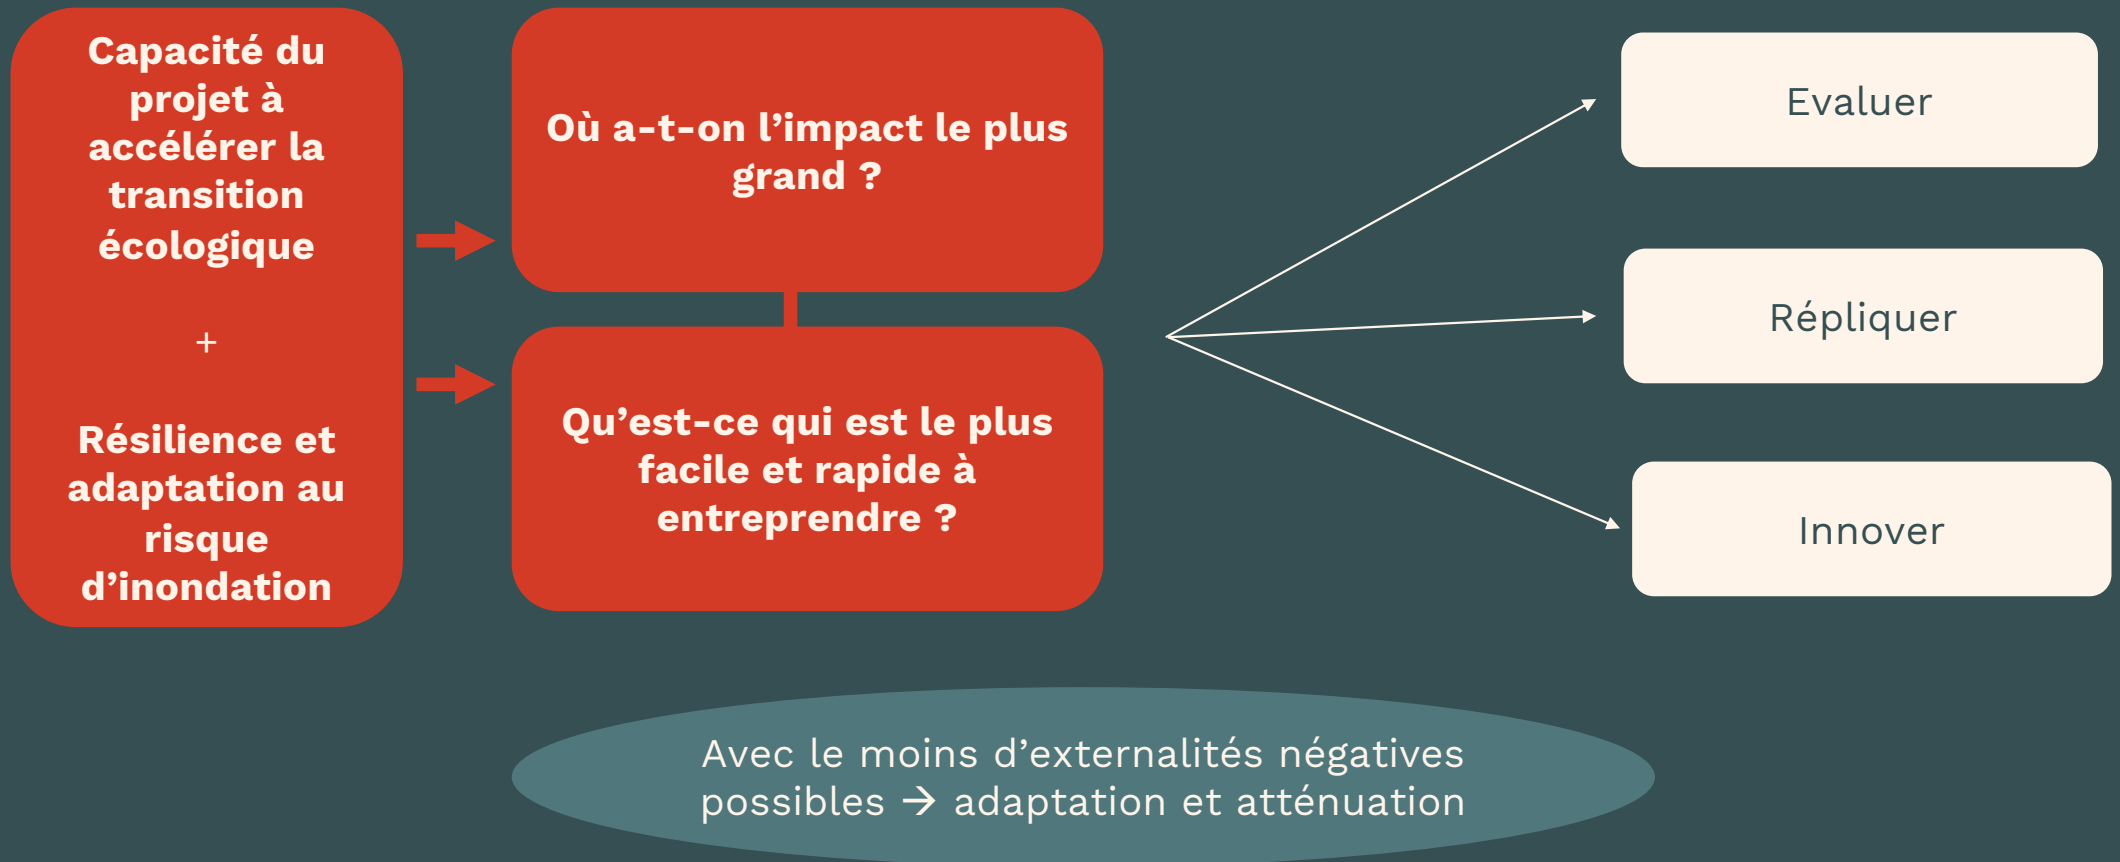 Capacité du
projet à
accélérer la
transition
écologique
+
Résilience et
adaptation au
risque
d’inondation
Où a-t-on l’impact le plus
grand ?
Qu’est-ce qui est le plus
facile et rapide à
entreprendre ?
Evaluer
Répliquer
Innover
Avec le moins d’externalités négatives
possibles → adaptation et atténuation